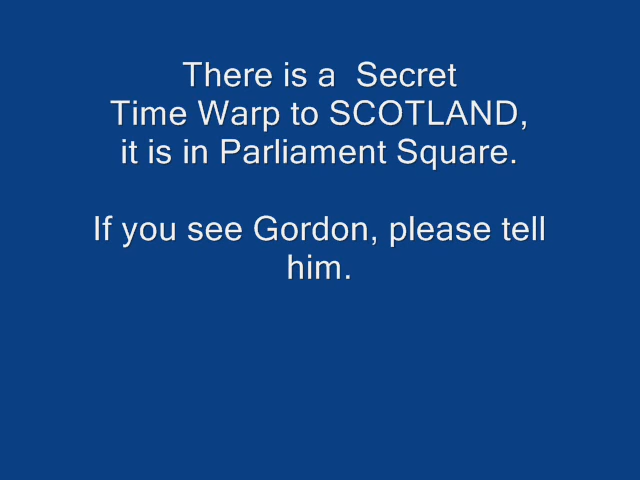 There is a  Secret
Time Warp to SCOTLAND,
it is in Parliament Square.
If you see Gordon, please tell
him.